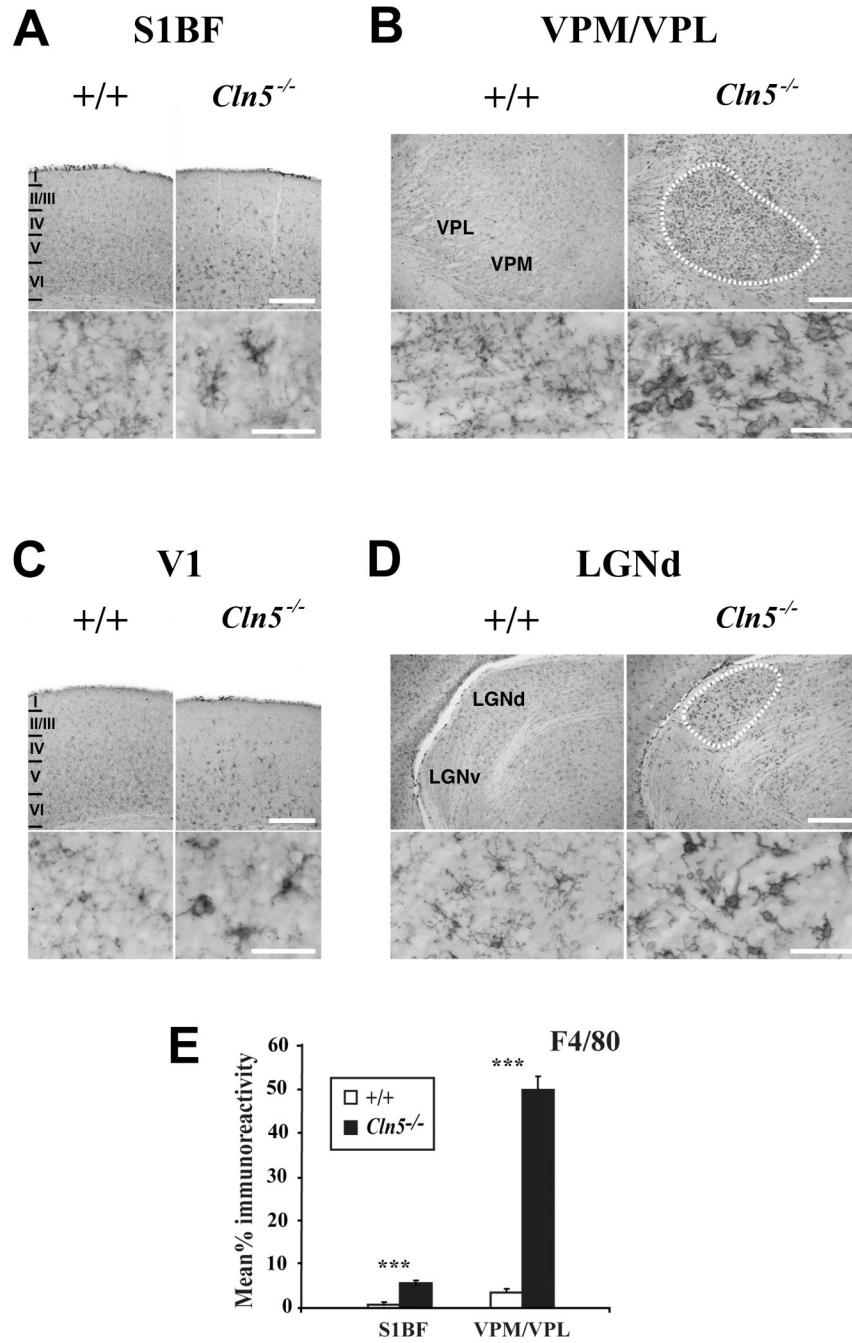 A S1BF
+/+ Cln5-/-
I
II/III
IV
V
VI
B VPM/VPL
+/+ Cln5-/-
VPL
VPM
C V1
+/+ Cln5-/-
I
II/III
IV
V
VI
D LGNd
+/+ Cln5-/-
LGNd
LGNv
E F4/80
Mean% immunoreactivity
60
50
40
30
20
10
0
+/+
Cln5-/-
***
***
S1BF VPM/VPL